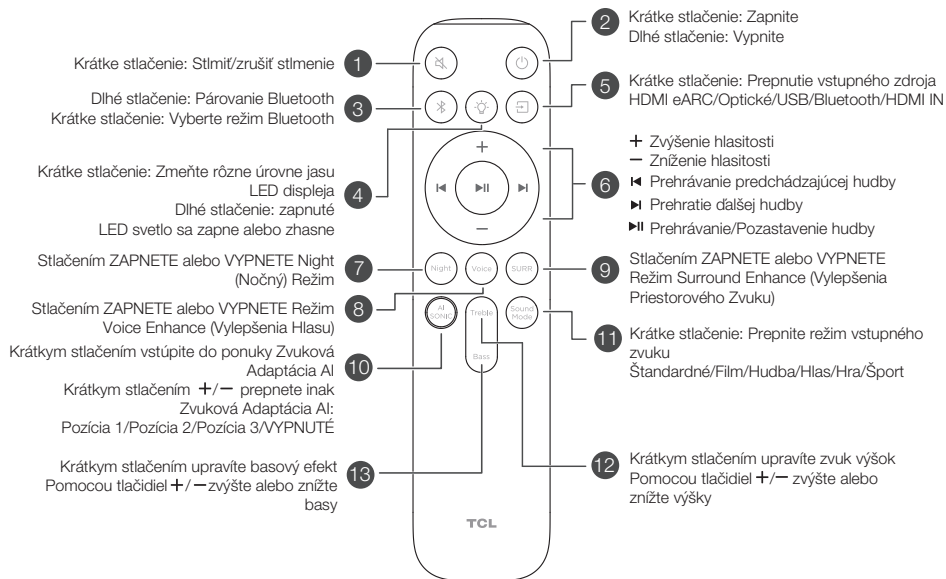 1
Krátke stlačenie: Stlmiť/zrušiť stlmenie
2
Krátke stlačenie: Zapnite
Dlhé stlačenie: Vypnite
3
Dlhé stlačenie: Párovanie Bluetooth
Krátke stlačenie: Vyberte režim Bluetooth
4
Krátke stlačenie: Zmeňte rôzne úrovne jasu
LED displeja
Dlhé stlačenie: zapnuté
LED svetlo sa zapne alebo zhasne
5
Krátke stlačenie: Prepnutie vstupného zdroja
HDMI eARC/Optické/USB/Bluetooth/HDMI IN
6
+ Zvýšenie hlasitosti
− Zníženie hlasitosti
Prehrávanie predchádzajúcej hudby
Prehratie ďalšej hudby
Prehrávanie/Pozastavenie hudby
7
Stlačením ZAPNETE alebo VYPNETE Night
(Nočný) Režim
8
Stlačením ZAPNETE alebo VYPNETE Režim
Voice Enhance (Vylepšenia Hlasu)
9
Stlačením ZAPNETE alebo VYPNETE
Režim Surround Enhance (Vylepšenia
Priestorového Zvuku)
10
Krátkym stlačením vstúpite do ponuky Zvuková
Adaptácia AI
Krátkym stlačením +/− prepnete inak
Zvuková Adaptácia AI:
Pozícia 1/Pozícia 2/Pozícia 3/VYPNUTÉ
11
Krátke stlačenie: Prepnite režim vstupného
zvuku
Štandardné/Film/Hudba/Hlas/Hra/Šport
12
Krátkym stlačením upravíte zvuk výšok
Pomocou tlačidiel +/− zvýšte alebo
znížte výšky
13
Krátkym stlačením upravíte basový efekt
Pomocou tlačidiel +/− zvýšte alebo znížte
basy
+
−
Night
Voice
SURR
AI
SONIC
Treble
Sound
Mode
Bass
TCL